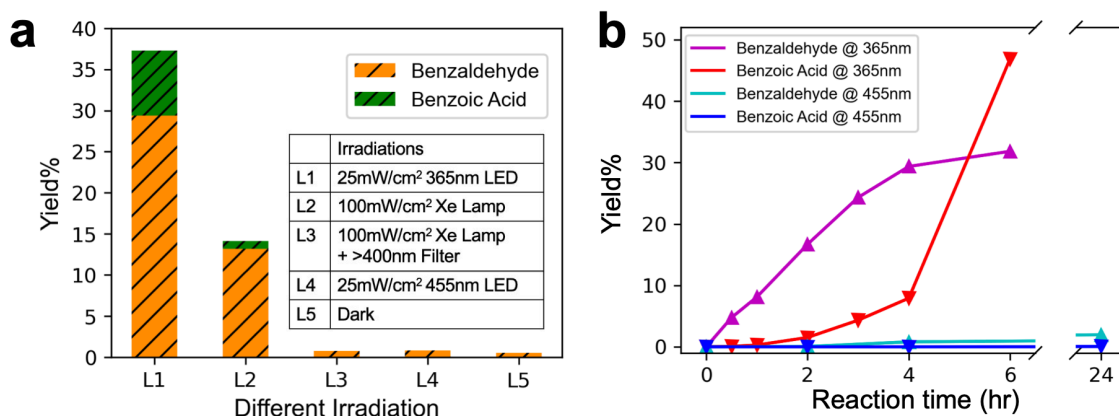 a
40
35
30
25
20
15
10
5
0
Yield%
Benzaldehyde
Benzoic Acid
Irradiations
L1 25mW/cm² 365nm LED
L2 100mW/cm² Xe Lamp
L3 100mW/cm² Xe Lamp
+ >400nm Filter
L4 25mW/cm² 455nm LED
L5 Dark
L1 L2 L3 L4 L5
Different Irradiation
b
50
40
30
20
10
0
Yield%
Benzaldehyde @ 365nm
Benzoic Acid @ 365nm
Benzaldehyde @ 455nm
Benzoic Acid @ 455nm
0 2 4 6 24
Reaction time (hr)